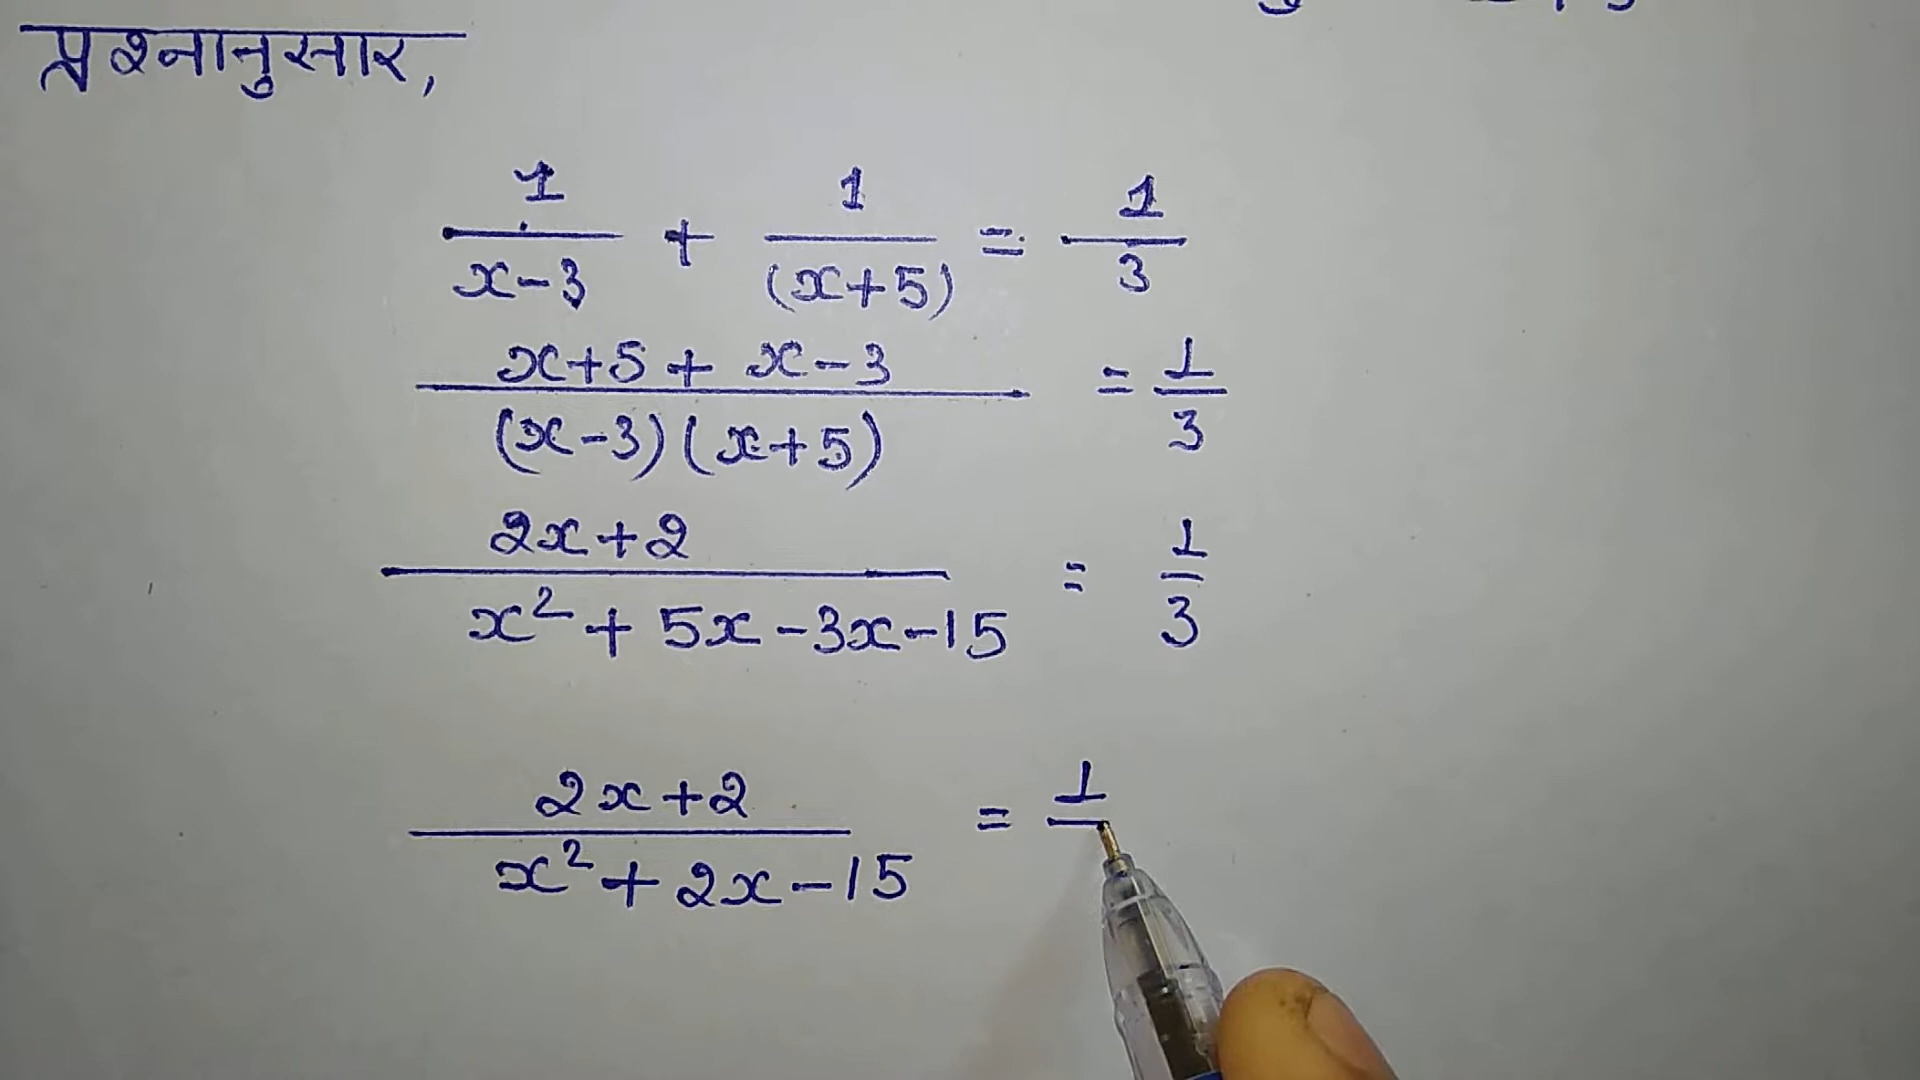 प्रश्नानुसार,
1/(x-3) + 1/(x+5) = 1/3
(x+5 + x-3)/((x-3)(x+5)) = 1/3
(2x+2)/(x² + 5x - 3x - 15) = 1/3
(2x+2)/(x² + 2x - 15) = 1/